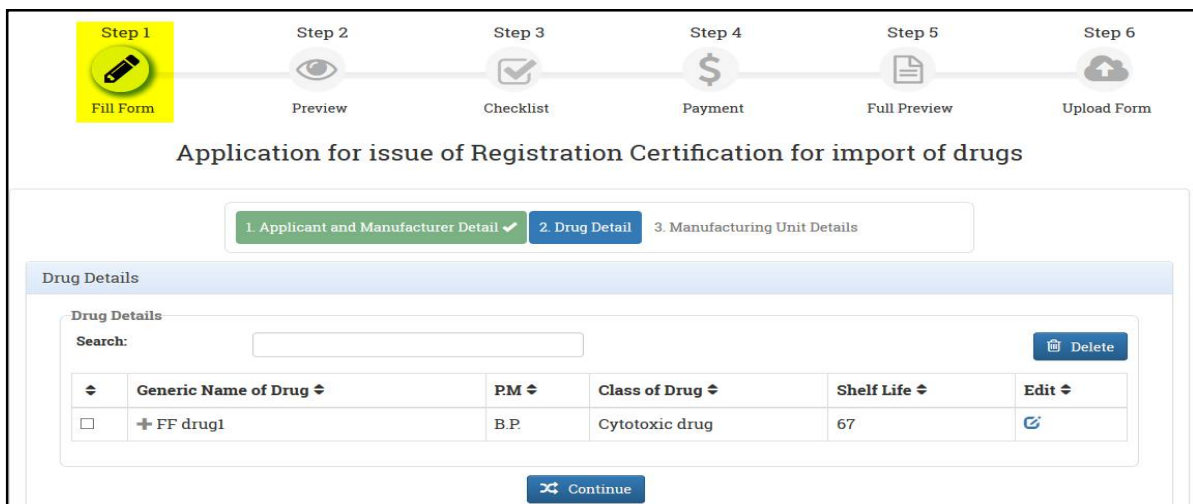 Step 1 Step 2 Step 3 Step 4 Step 5 Step 6
Fill Form Preview Checklist Payment Full Preview Upload Form
Application for issue of Registration Certification for import of drugs
1. Applicant and Manufacturer Detail 2. Drug Detail 3. Manufacturing Unit Details
Drug Details
Drug Details
Search: Delete
Generic Name of Drug P.M Class of Drug Shelf Life Edit
FF drug1 B.P. Cytotoxic drug 67
Continue